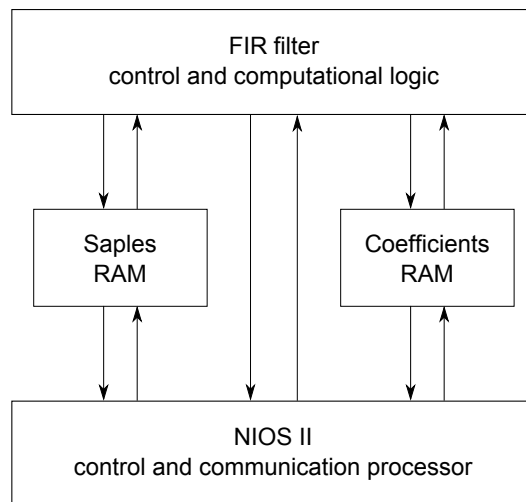 FIR filter
control and computational logic
Saples
RAM
Coefficients
RAM
NIOS II
control and communication processor